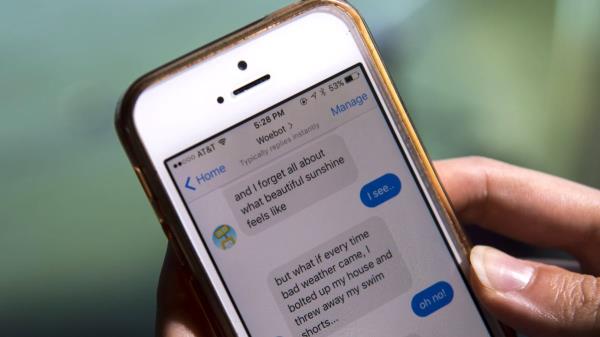 AT&T 5:28 PM 53%
Home Woebot > Manage
Typically replies instantly
and I forget all about
what beautiful sunshine
feels like
I see..
but what if every time
bad weather came, I
bolted up my house and
threw away my swim
shorts...
oh no!